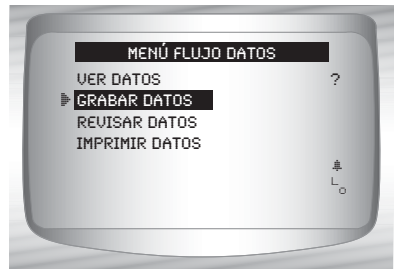 MENÚ FLUJO DATOS
VER DATOS ?
GRABAR DATOS
REVISAR DATOS
IMPRIMIR DATOS
L
O